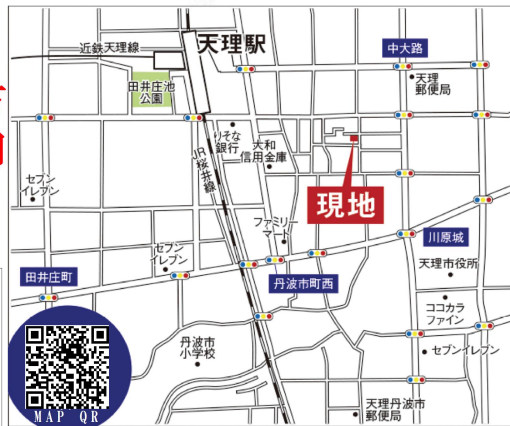 近鉄天理線
天理駅
中大路
田井庄池
公園
天理
郵便局
りそな
銀行
大和
信用金庫
JR桜井線
セブン
イレブン
現地
ファミリー
マート
川原城
セブン
イレブン
天理市役所
田井庄町
丹波市町西
ココカラ
ファイン
丹波市
小学校
セブンイレブン
天理丹波市
郵便局
MAP QR